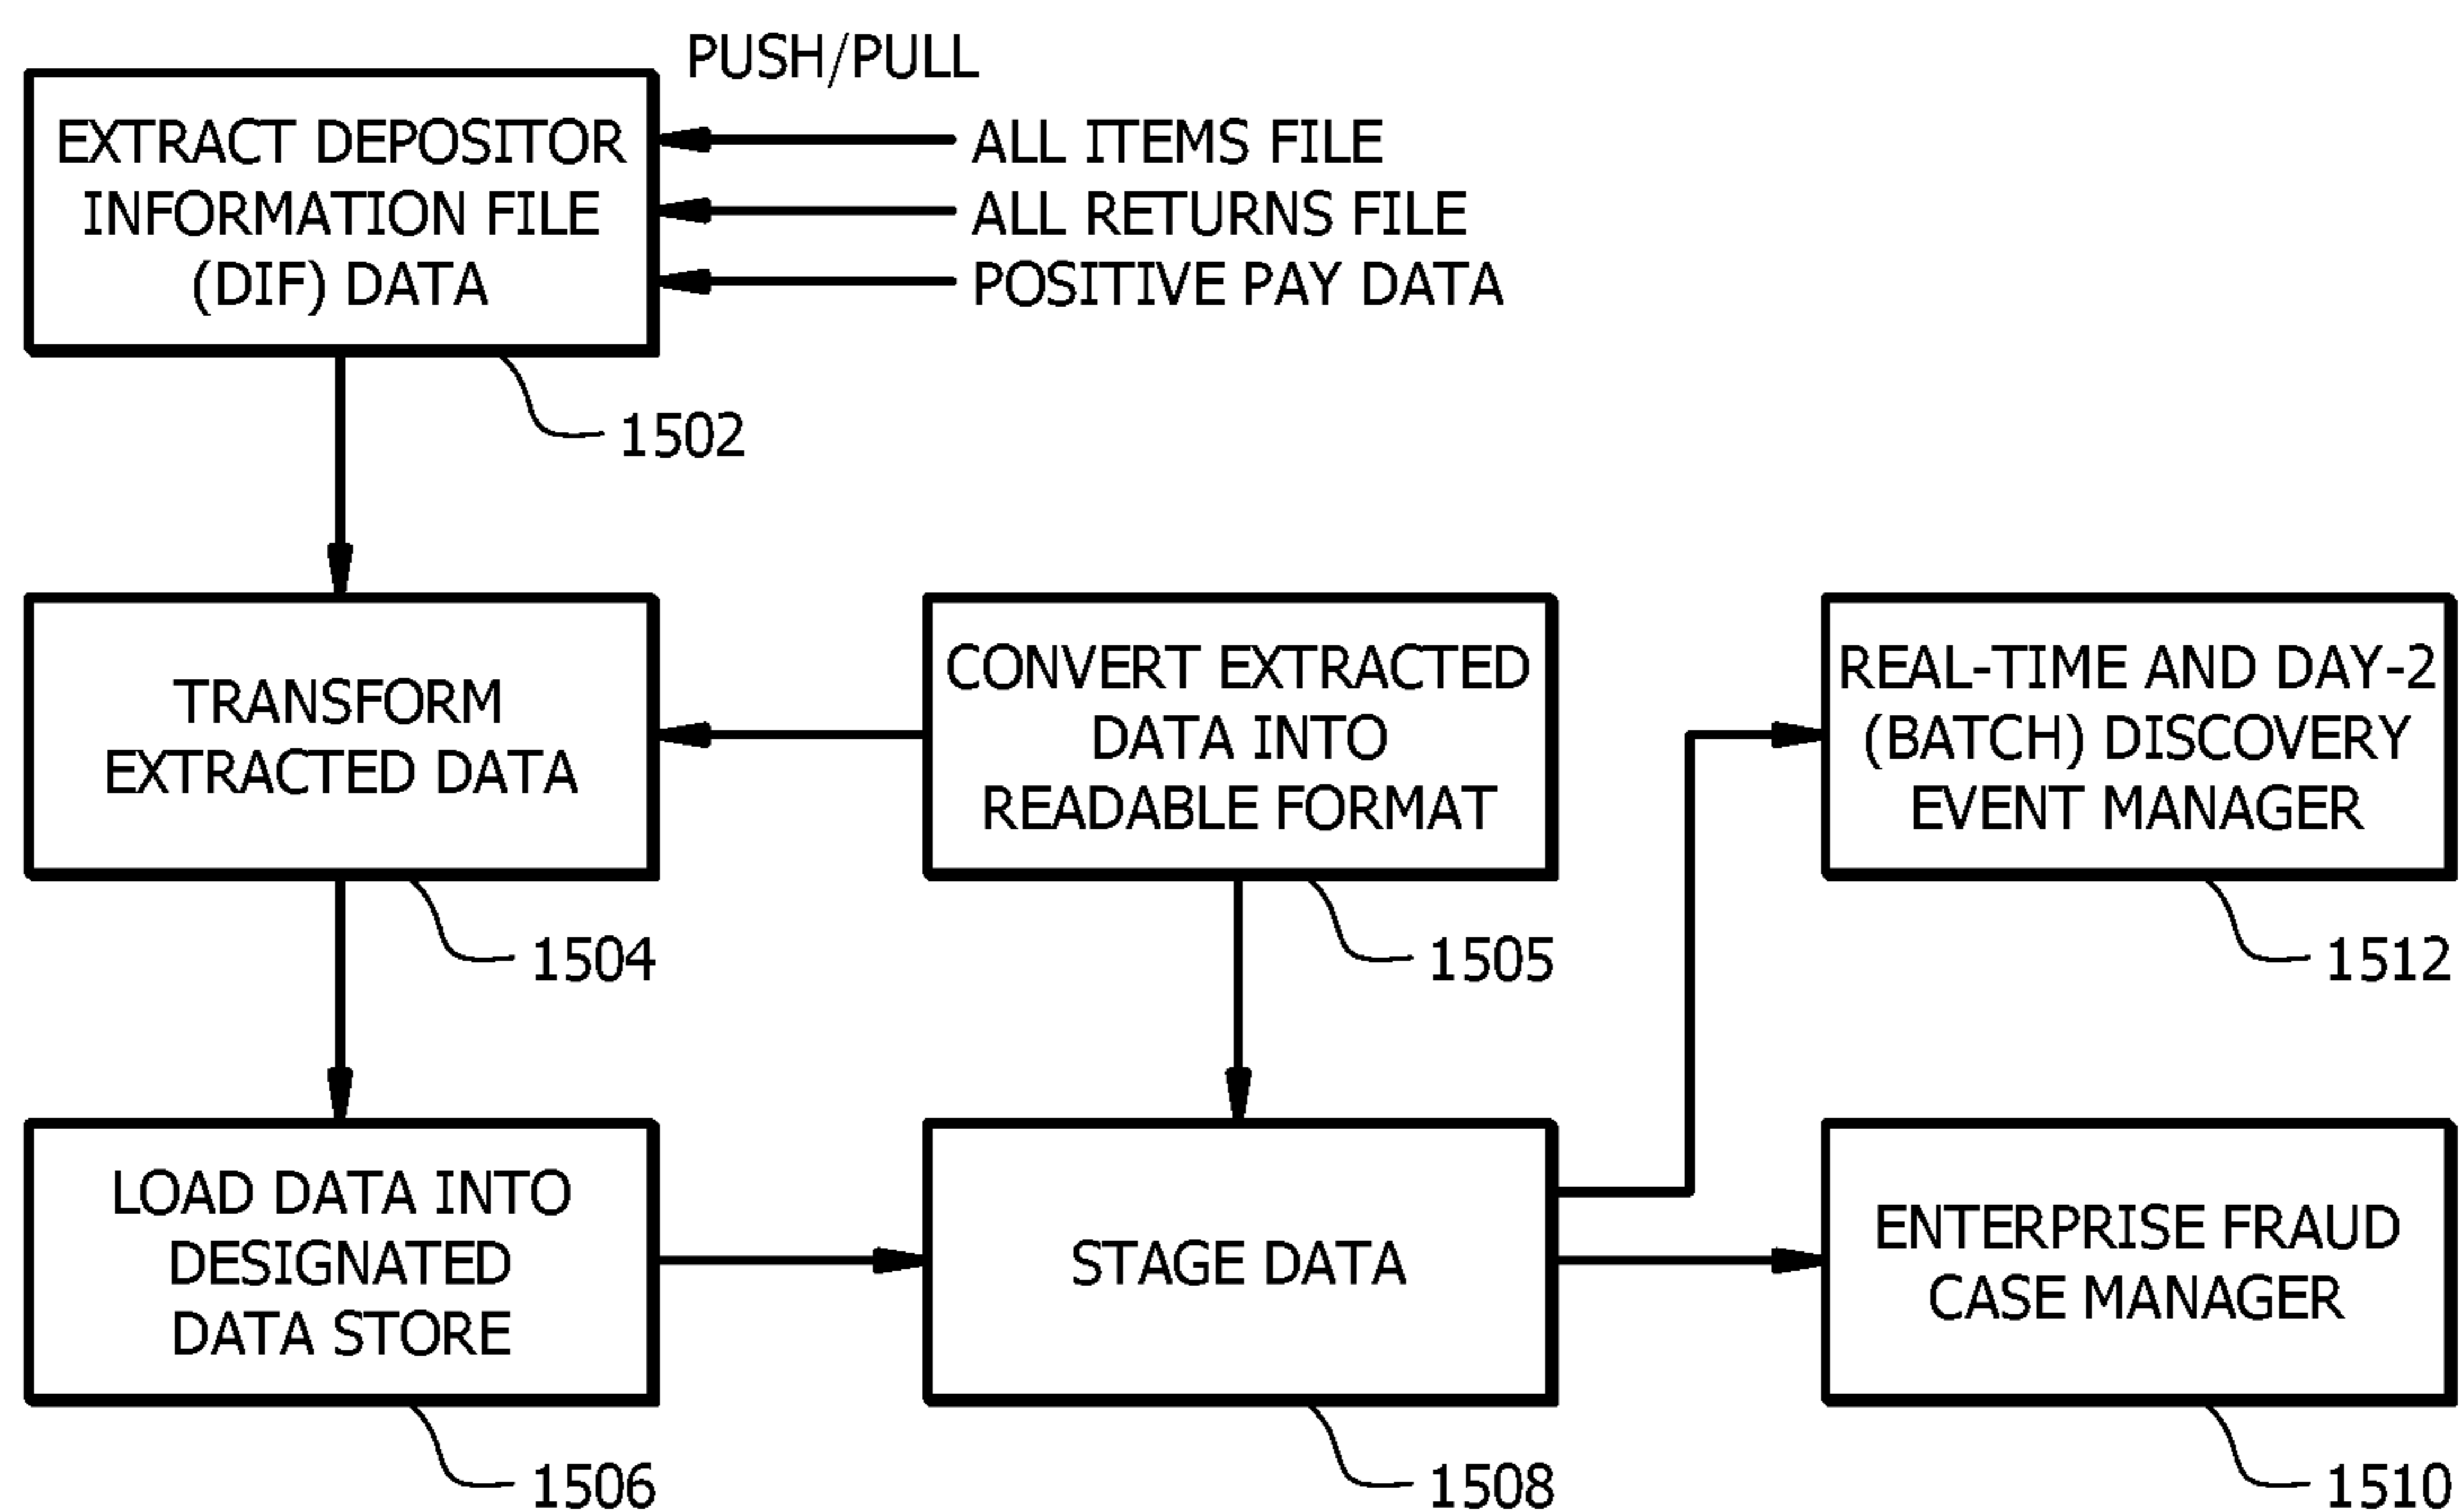 PUSH/PULL
EXTRACT DEPOSITOR
INFORMATION FILE
(DIF) DATA
ALL ITEMS FILE
ALL RETURNS FILE
POSITIVE PAY DATA
1502
TRANSFORM
EXTRACTED DATA
1504
CONVERT EXTRACTED
DATA INTO
READABLE FORMAT
1505
REAL-TIME AND DAY-2
(BATCH) DISCOVERY
EVENT MANAGER
1512
LOAD DATA INTO
DESIGNATED
DATA STORE
1506
STAGE DATA
1508
ENTERPRISE FRAUD
CASE MANAGER
1510